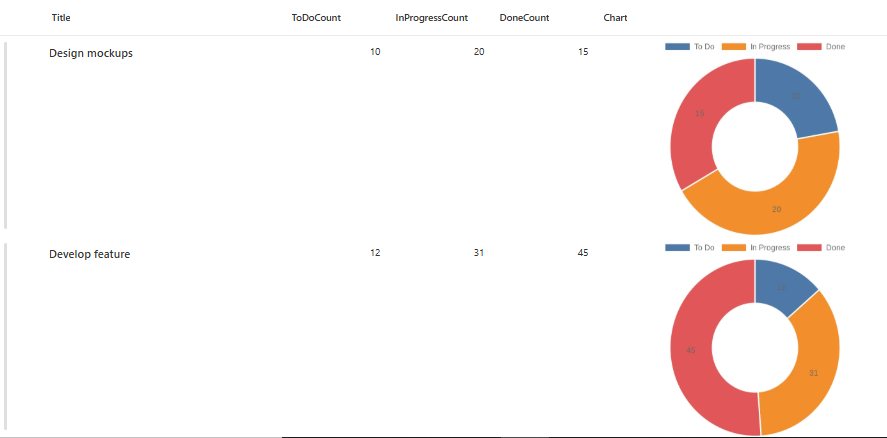 Title ToDoCount InProgressCount DoneCount Chart
To Do In Progress Done
Design mockups 10 20 15
10
15
20
To Do In Progress Done
Develop feature 12 31 45
12
45
31